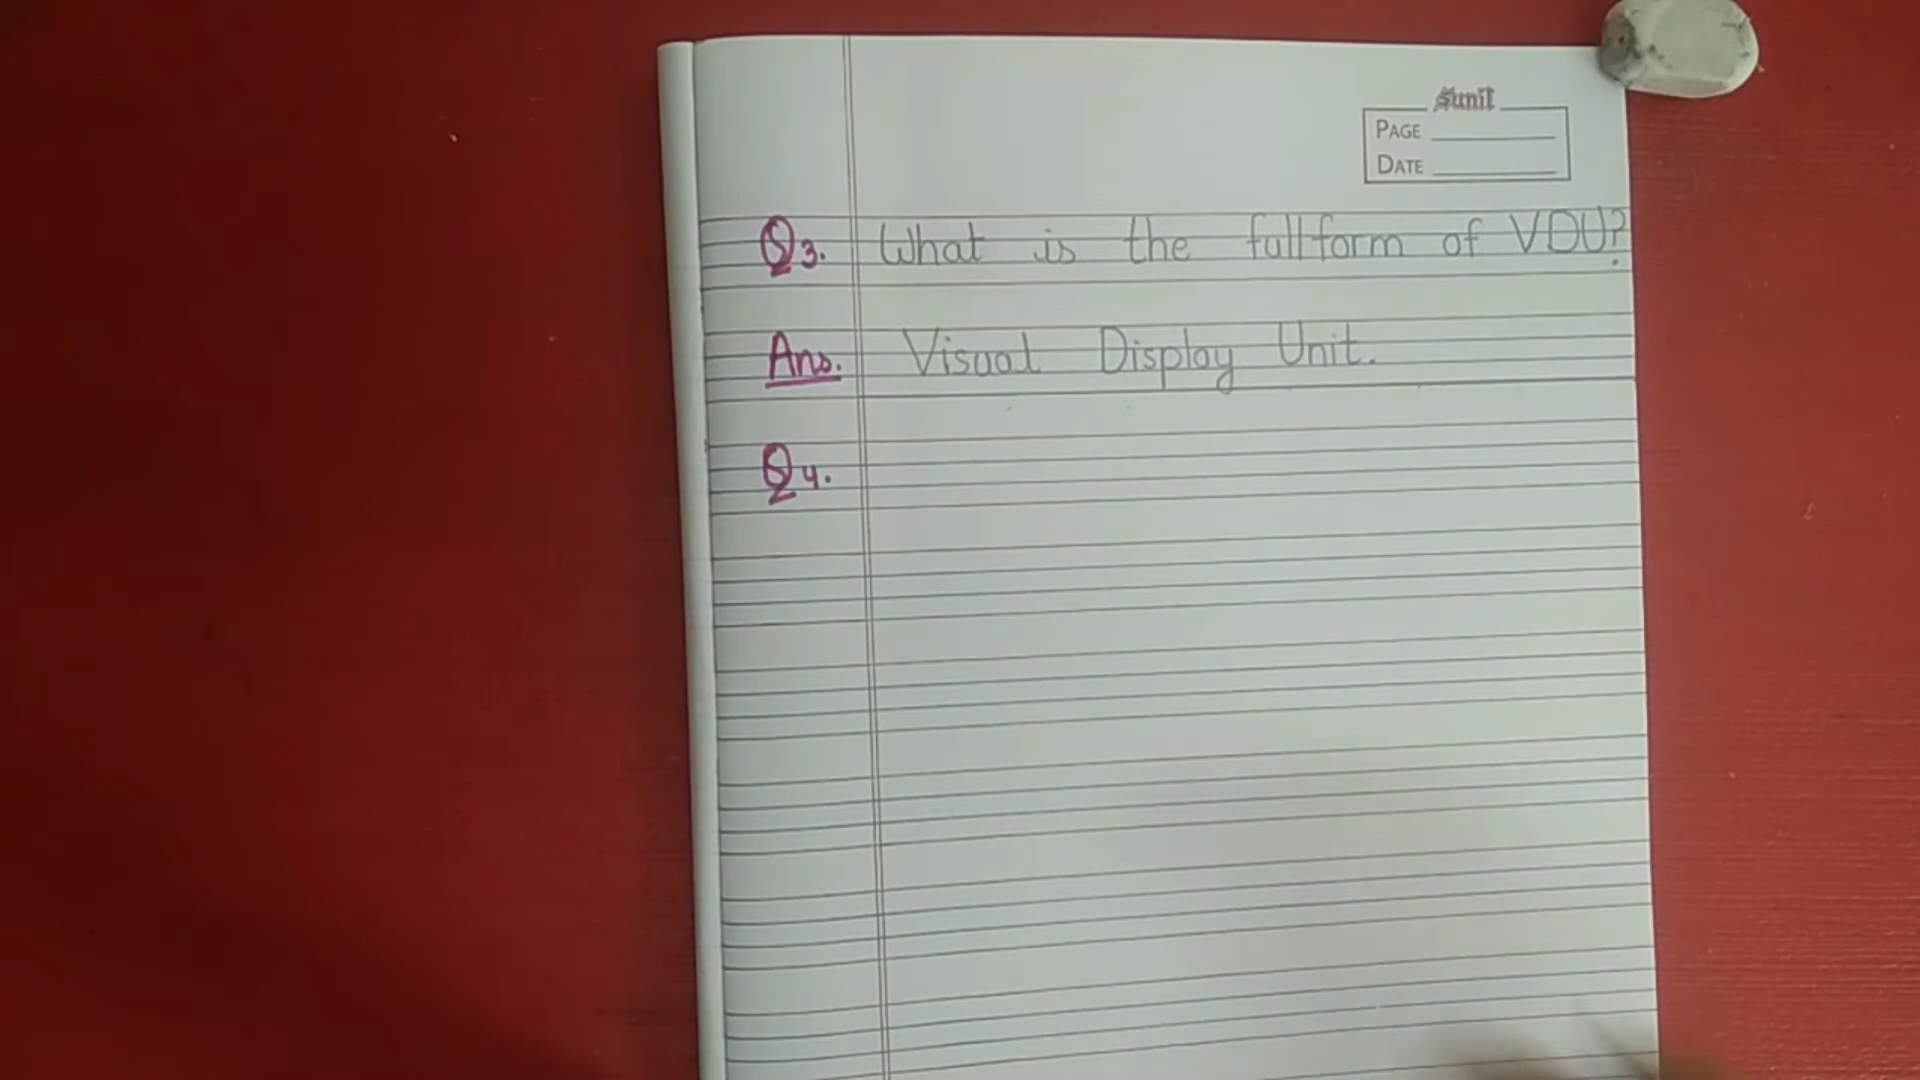 Sunil
PAGE
DATE
Q3. What is the fullform of VDU?
Ans. Visual Display Unit.
Q4.